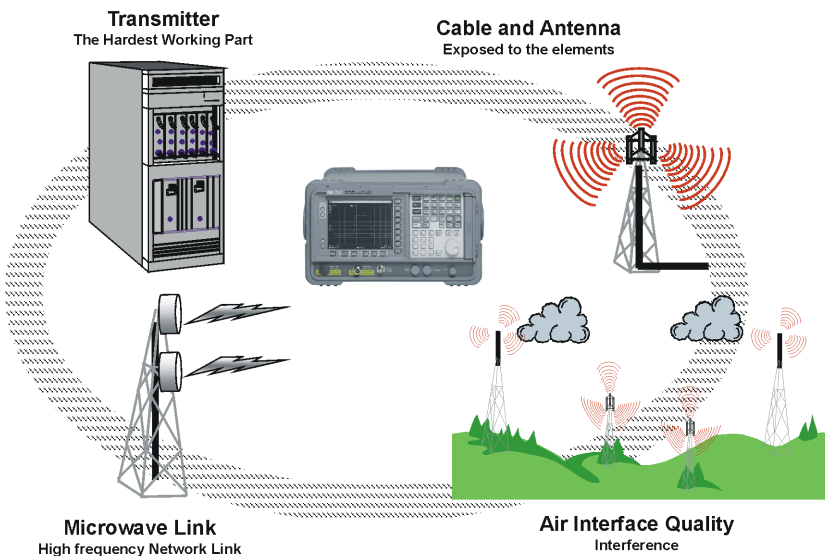 Transmitter
The Hardest Working Part
Cable and Antenna
Exposed to the elements
Microwave Link
High frequency Network Link
Air Interface Quality
Interference